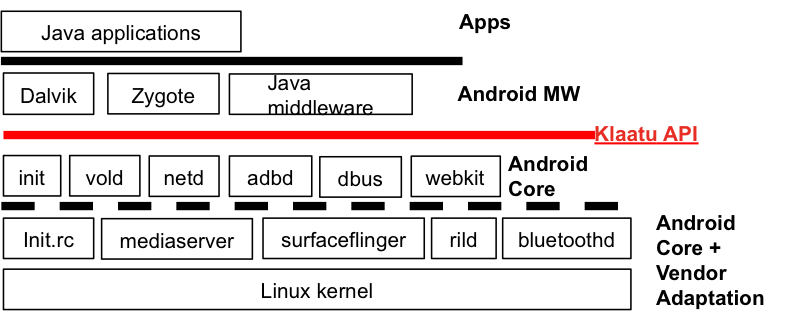 Java applications
Apps
Dalvik
Zygote
Java
middleware
Android MW
Klaatu API
init
vold
netd
adbd
dbus
webkit
Android
Core
Init.rc
mediaserver
surfaceflinger
rild
bluetoothd
Android
Core +
Vendor
Adaptation
Linux kernel